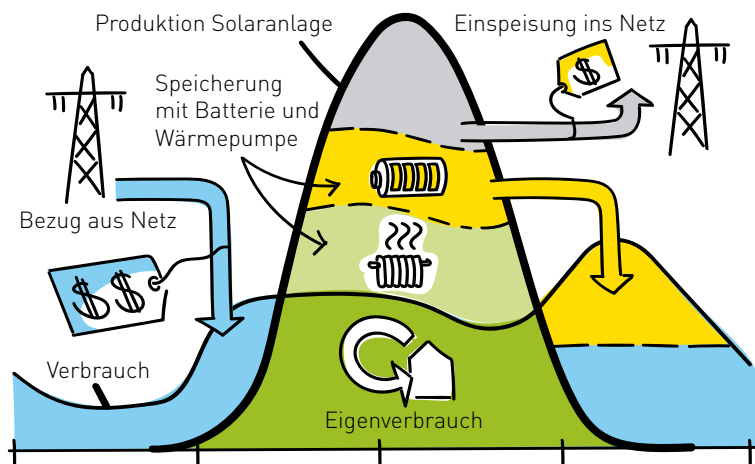 Produktion Solaranlage
Einspeisung ins Netz
$
Speicherung
mit Batterie und
Wärmepumpe
Bezug aus Netz
$ $
Verbrauch
Eigenverbrauch